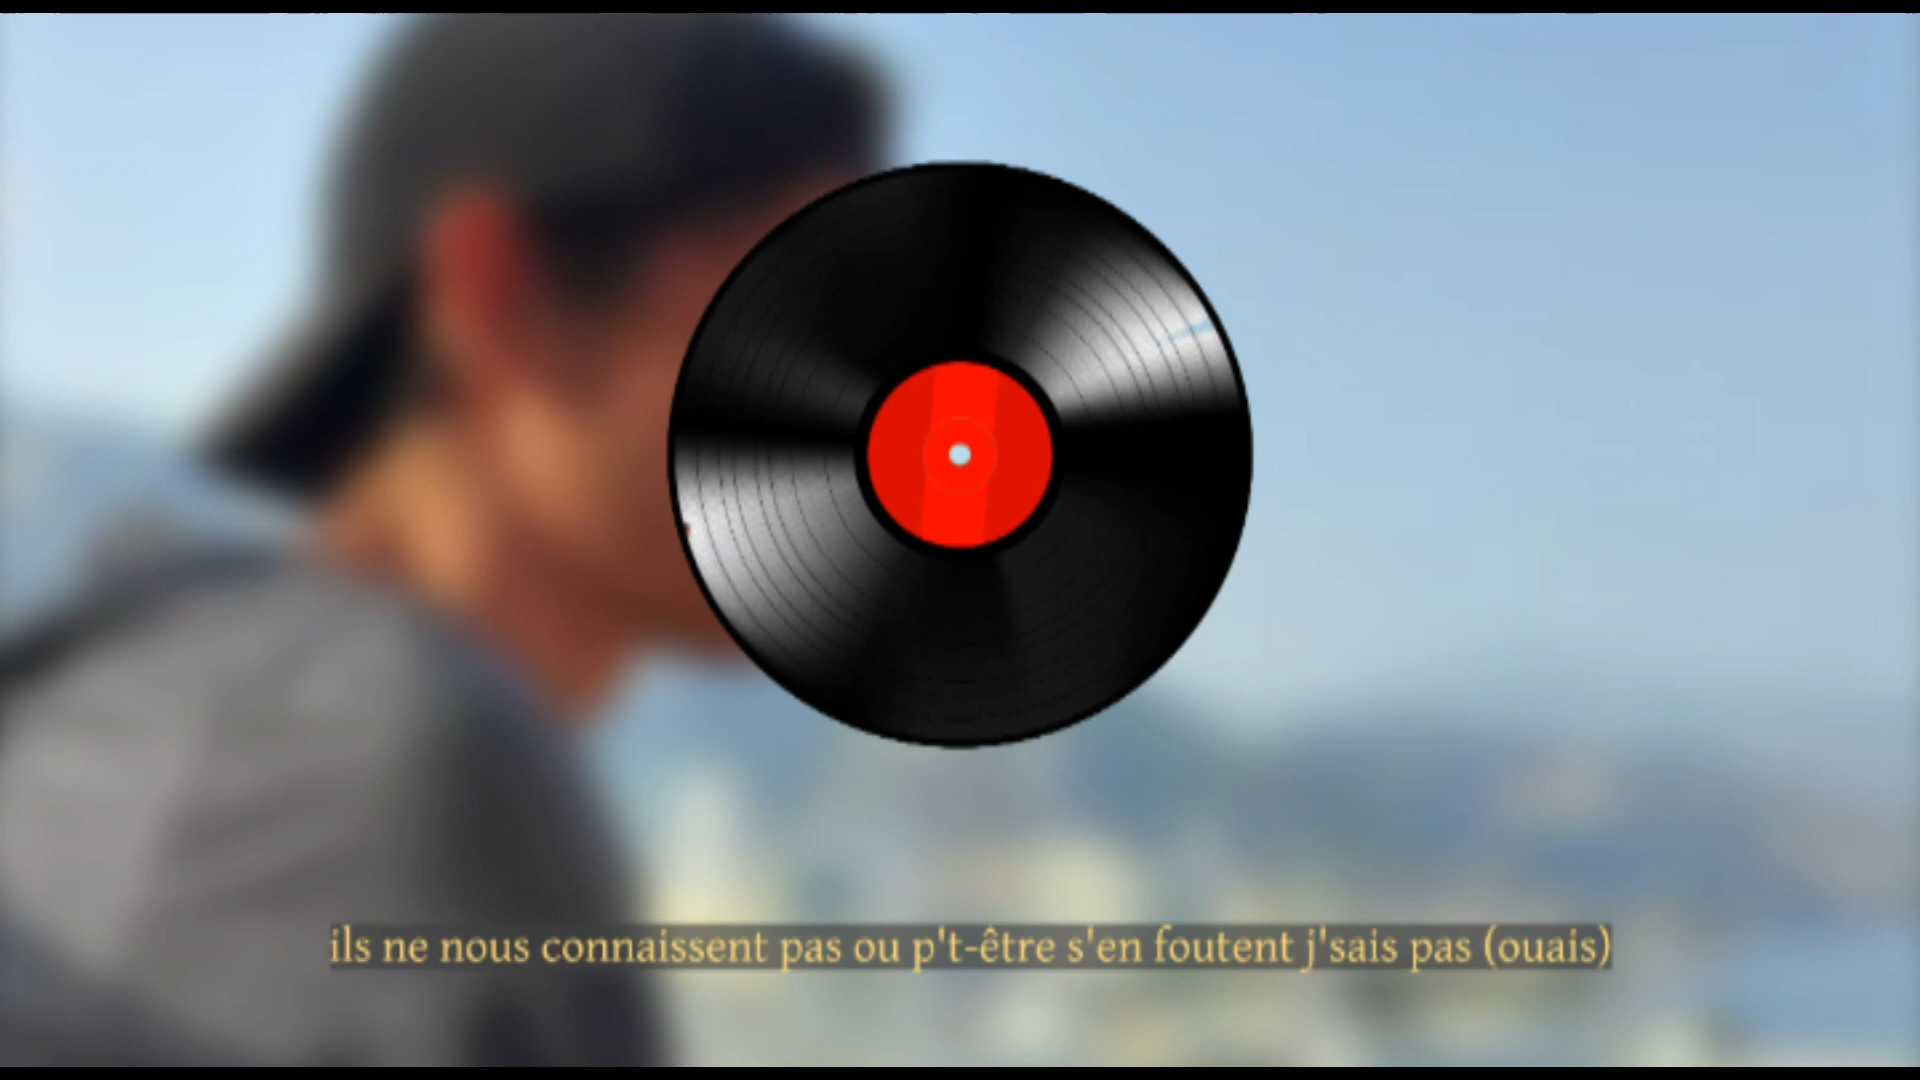 ils ne nous connaissent pas ou p't-être s'en foutent j'sais pas (ouais)